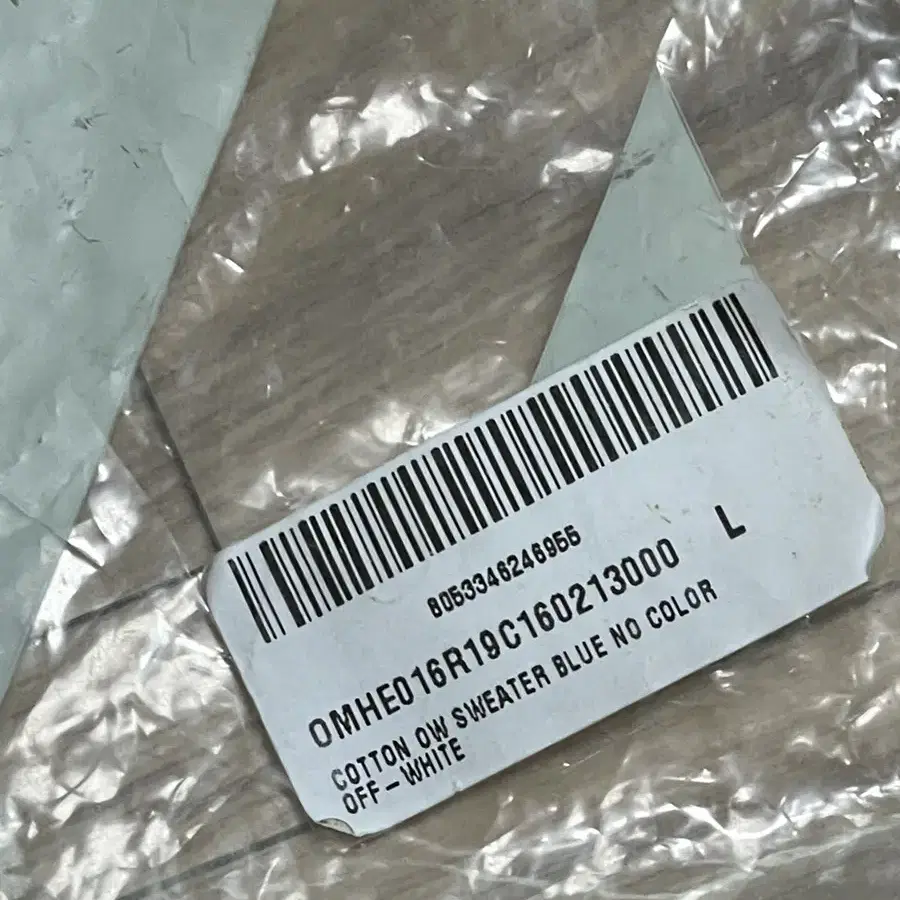 8053346246955
OMHE016R19C160213000 L
COTTON OW SWEATER BLUE NO COLOR
OFF-WHITE